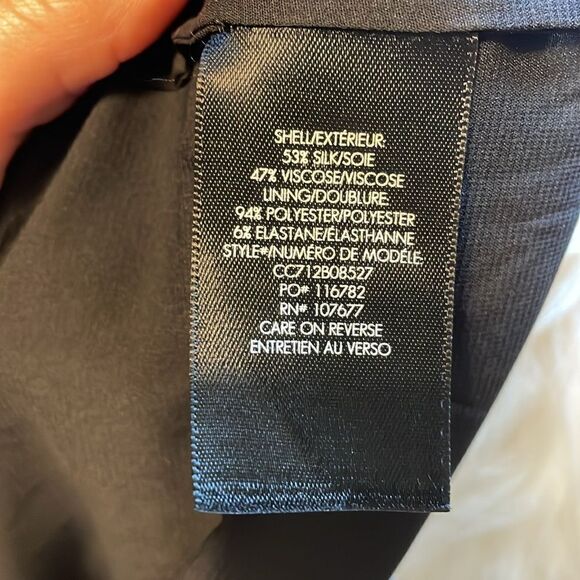 SHELL/EXTÉRIEUR:
53% SILK/SOIE
47% VISCOSE/VISCOSE
LINING/DOUBLURE:
94% POLYESTER/POLYESTER
6% ELASTANE/ÉLASTHANNE
STYLE#/NUMÉRO DE MODÈLE:
CC712B08527
PO# 116782
RN# 107677
CARE ON REVERSE
ENTRETIEN AU VERSO